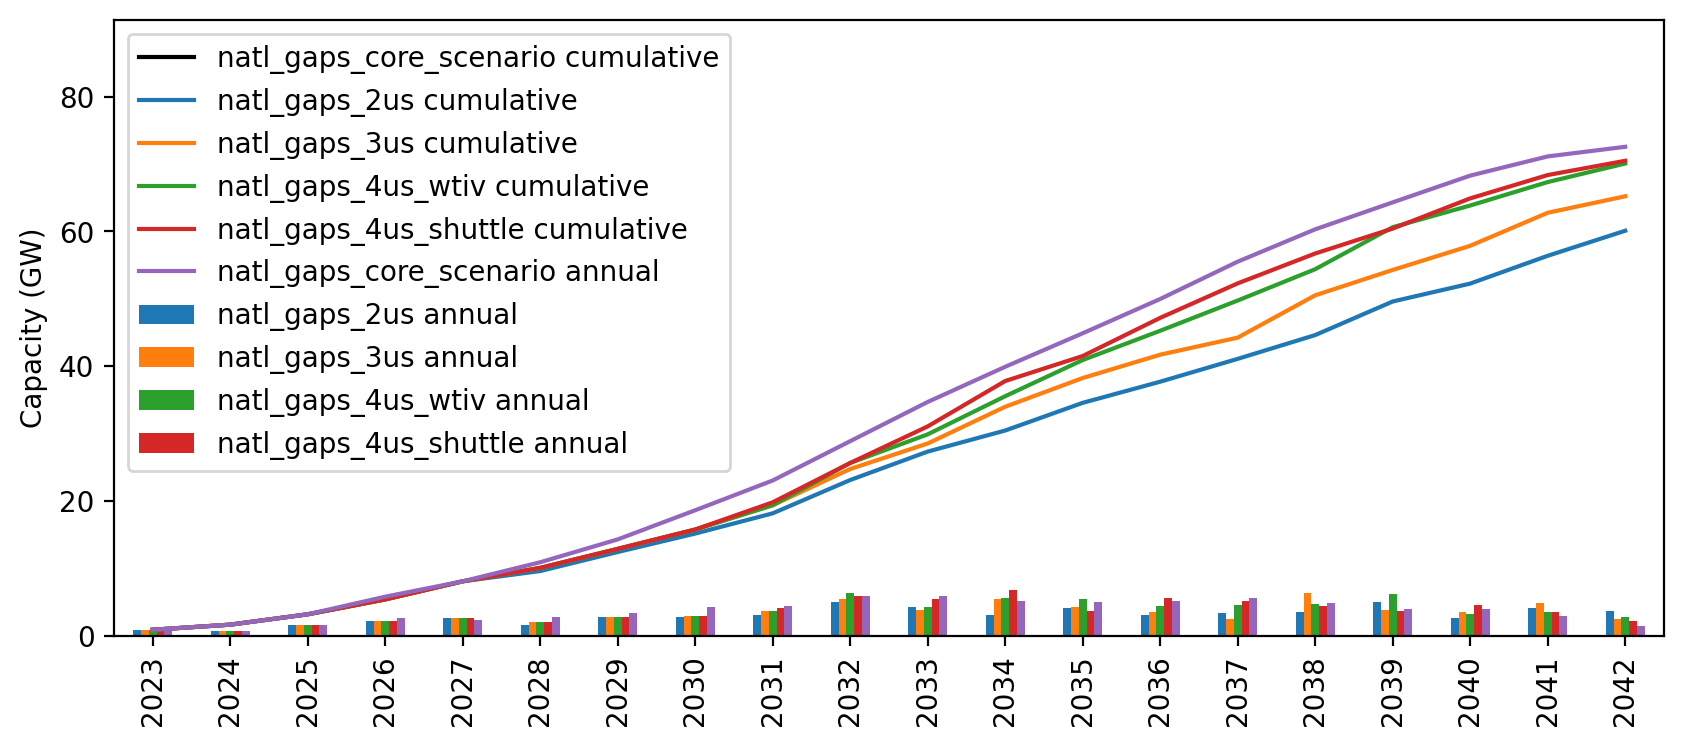 natl_gaps_core_scenario cumulative
natl_gaps_2us cumulative
natl_gaps_3us cumulative
natl_gaps_4us_wtiv cumulative
natl_gaps_4us_shuttle cumulative
natl_gaps_core_scenario annual
natl_gaps_2us annual
natl_gaps_3us annual
natl_gaps_4us_wtiv annual
natl_gaps_4us_shuttle annual
Capacity (GW)
80
60
40
20
0
2023
2024
2025
2026
2027
2028
2029
2030
2031
2032
2033
2034
2035
2036
2037
2038
2039
2040
2041
2042